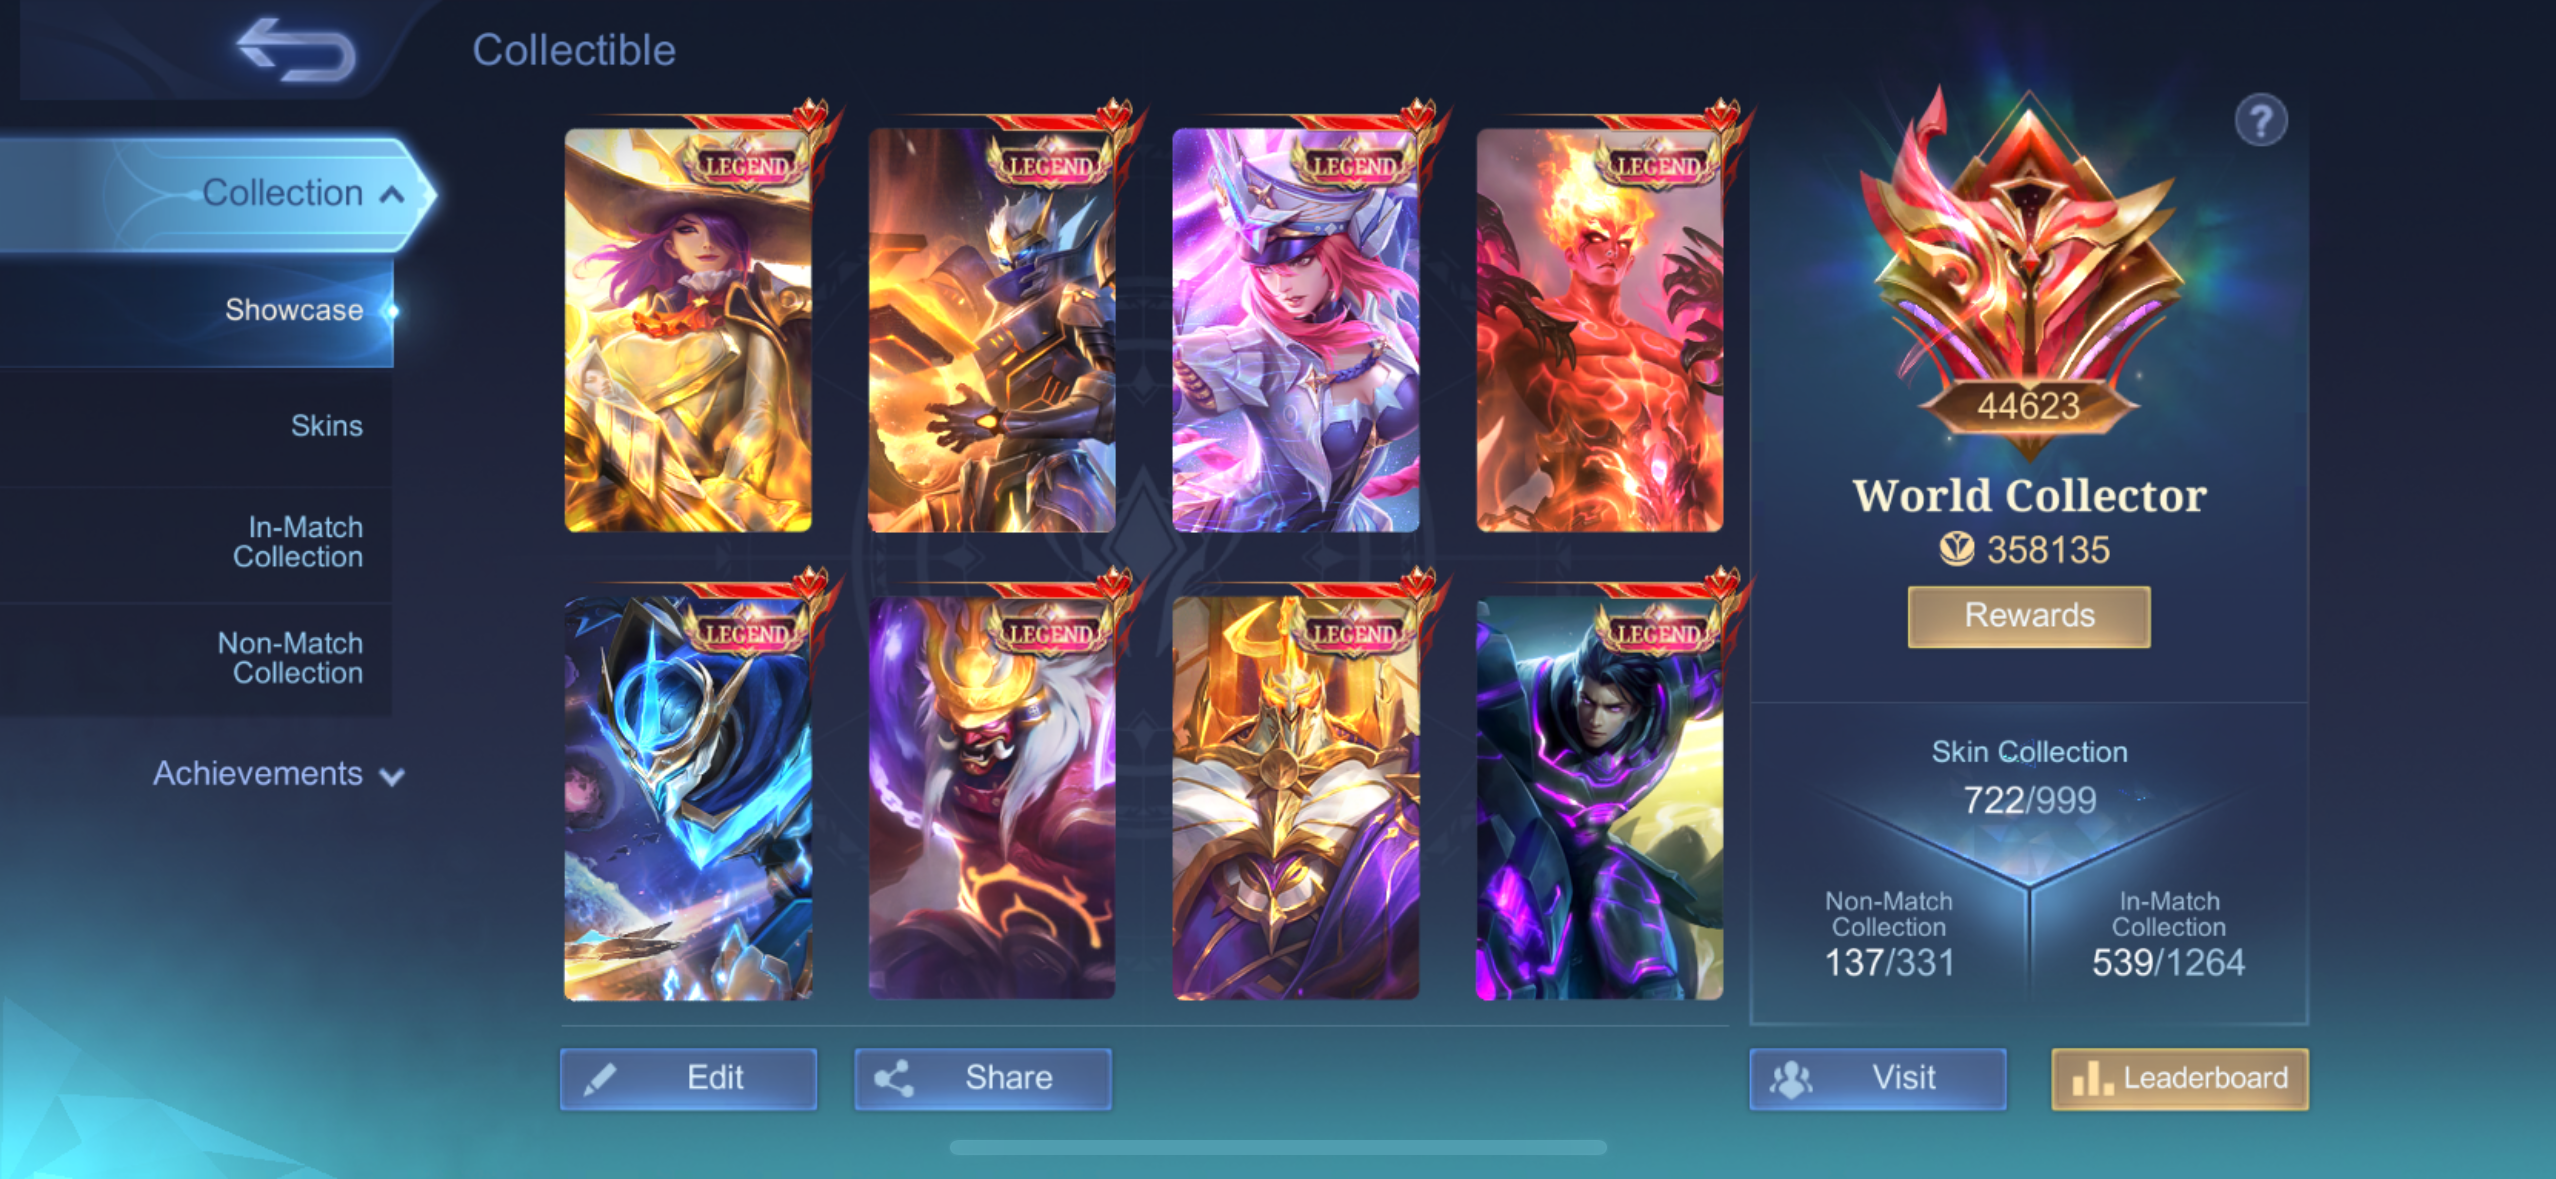 Collectible
Collection
Showcase
Skins
In-Match
Collection
Non-Match
Collection
Achievements
LEGEND
LEGEND
LEGEND
LEGEND
LEGEND
LEGEND
LEGEND
LEGEND
Edit
Share
?
44623
World Collector
358135
Rewards
Skin Collection
722/999
Non-Match
Collection
137/331
In-Match
Collection
539/1264
Visit
Leaderboard